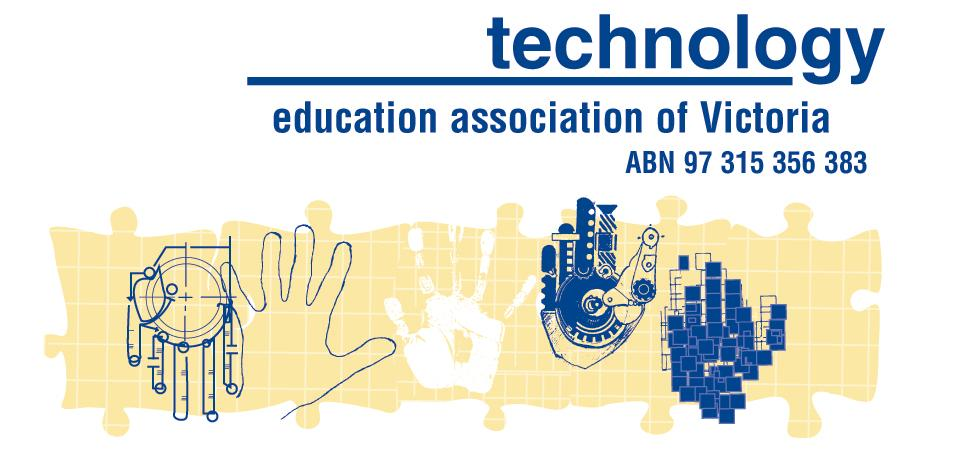 technology
education association of Victoria
ABN 97 315 356 383